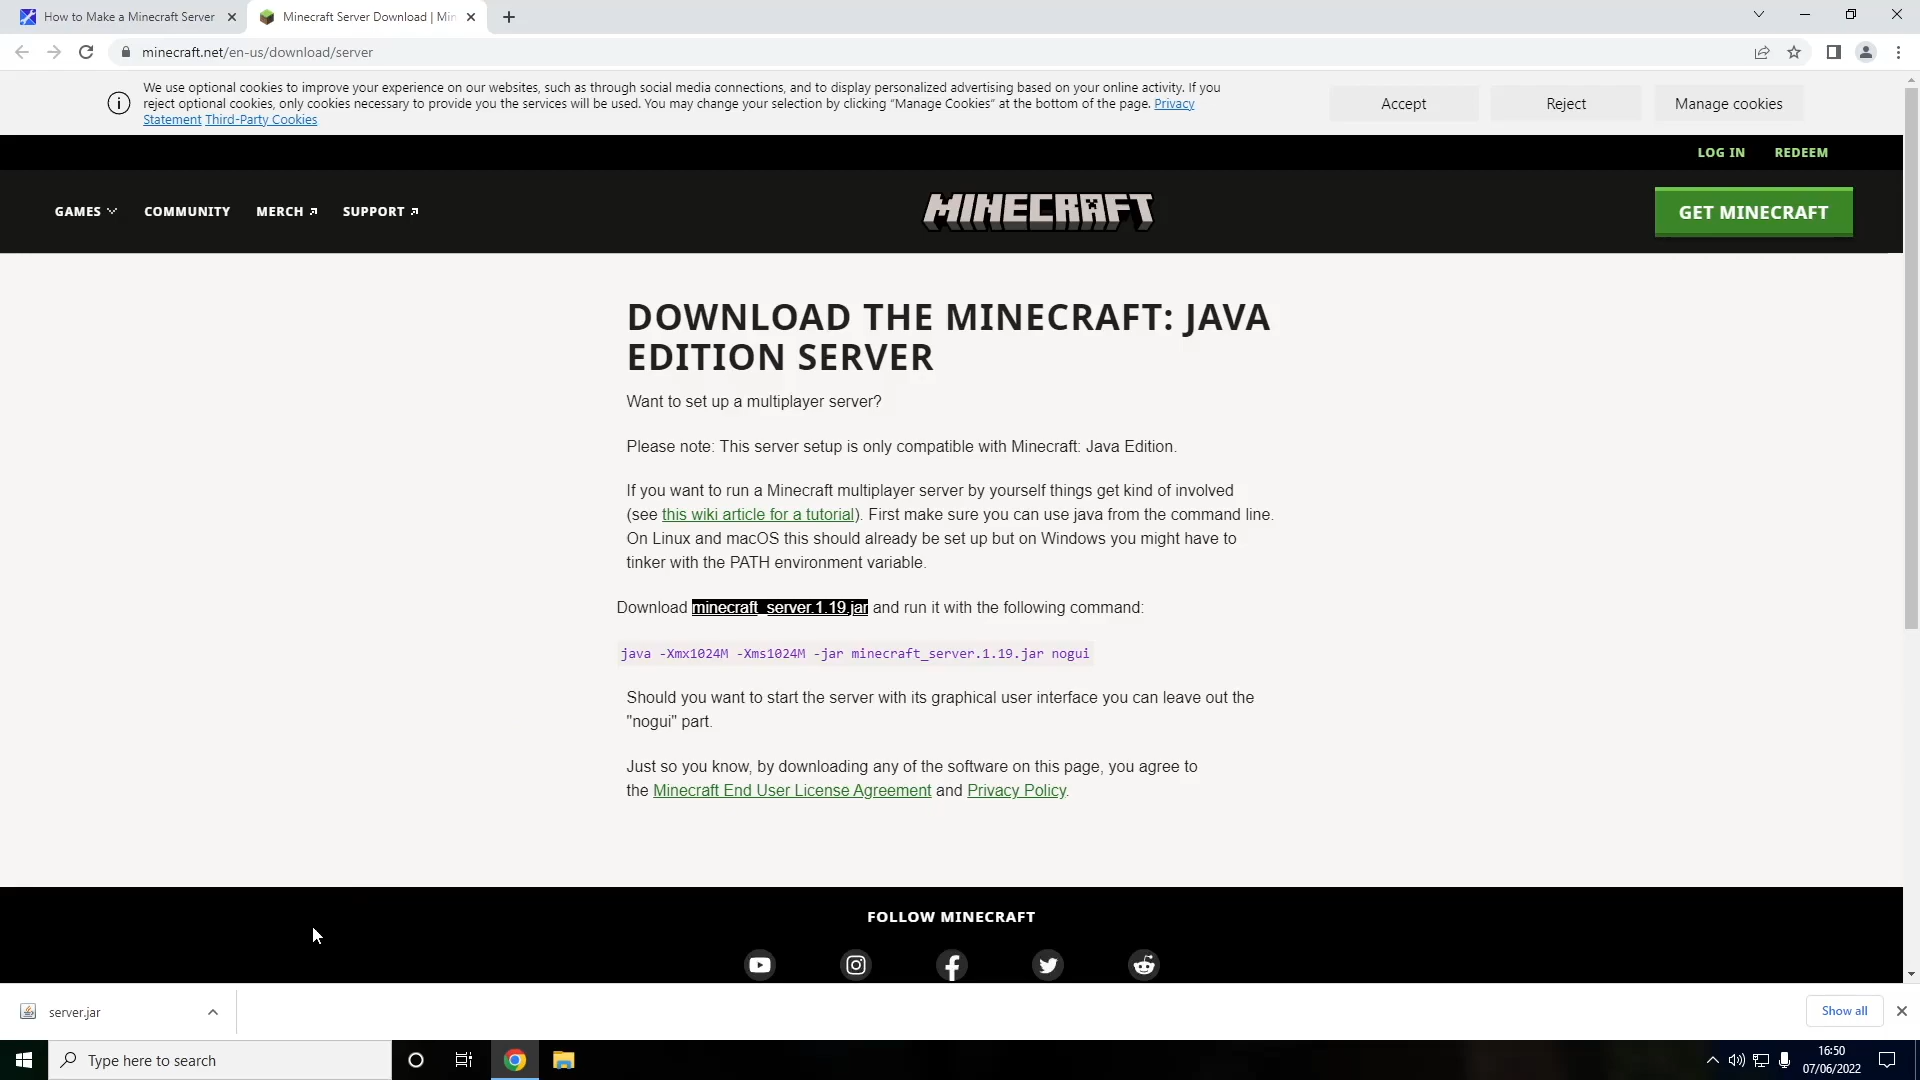 How to Make a Minecraft Server
Minecraft Server Download | Min
minecraft.net/en-us/download/server
We use optional cookies to improve your experience on our websites, such as through social media connections, and to display personalized advertising based on your online activity. If you
reject optional cookies, only cookies necessary to provide you the services will be used. You may change your selection by clicking “Manage Cookies” at the bottom of the page. Privacy
Statement Third-Party Cookies
Accept
Reject
Manage cookies
LOG IN
REDEEM
GAMES
COMMUNITY
MERCH
SUPPORT
MINECRAFT
GET MINECRAFT
DOWNLOAD THE MINECRAFT: JAVA
EDITION SERVER
Want to set up a multiplayer server?
Please note: This server setup is only compatible with Minecraft: Java Edition.
If you want to run a Minecraft multiplayer server by yourself things get kind of involved
(see this wiki article for a tutorial). First make sure you can use java from the command line.
On Linux and macOS this should already be set up but on Windows you might have to
tinker with the PATH environment variable.
Download minecraft_server.1.19.jar and run it with the following command:
java -Xmx1024M -Xms1024M -jar minecraft_server.1.19.jar nogui
Should you want to start the server with its graphical user interface you can leave out the
"nogui" part.
Just so you know, by downloading any of the software on this page, you agree to
the Minecraft End User License Agreement and Privacy Policy.
FOLLOW MINECRAFT
server.jar
Show all
Type here to search
16:50
07/06/2022